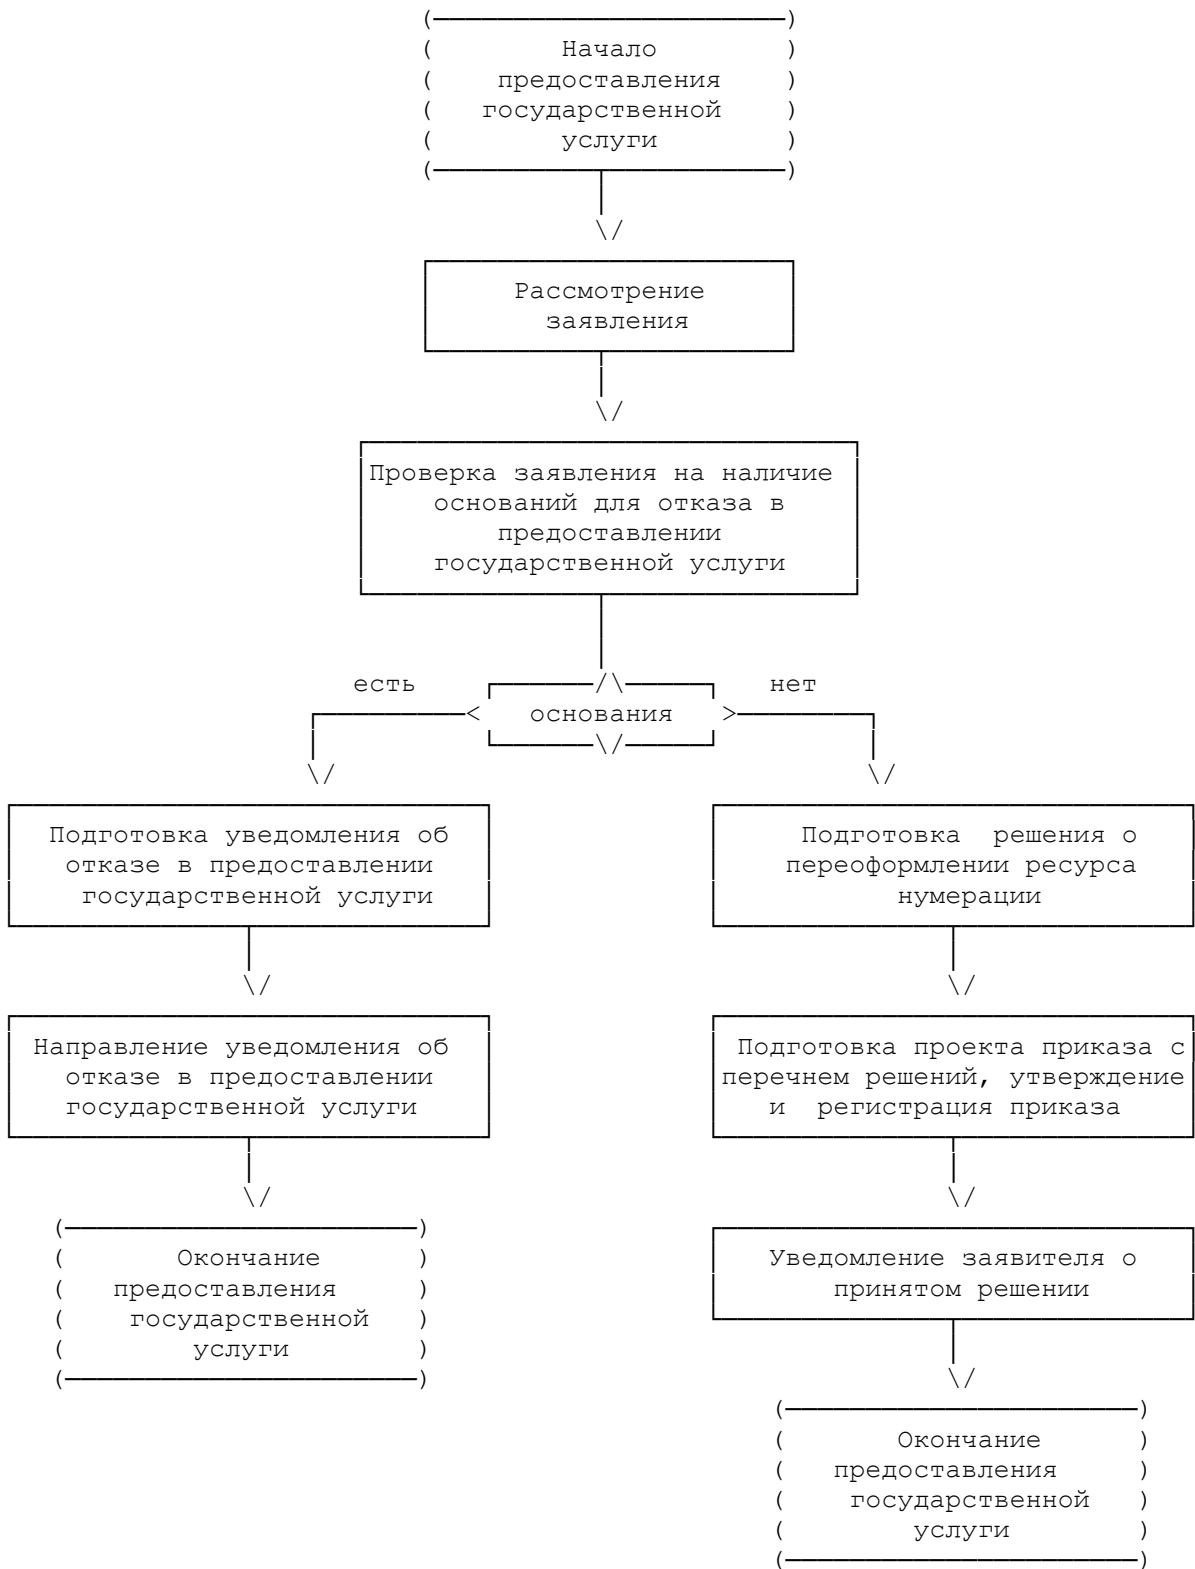 Начало
предоставления
государственной
услуги
Рассмотрение
заявления
Проверка заявления на наличие
оснований для отказа в
предоставлении
государственной услуги
есть
нет
основания
Подготовка уведомления об
отказе в предоставлении
государственной услуги
Подготовка решения о
переоформлении ресурса
нумерации
Направление уведомления об
отказе в предоставлении
государственной услуги
Подготовка проекта приказа с
перечнем решений, утверждение
и регистрация приказа
Окончание
предоставления
государственной
услуги
Уведомление заявителя о
принятом решении
Окончание
предоставления
государственной
услуги